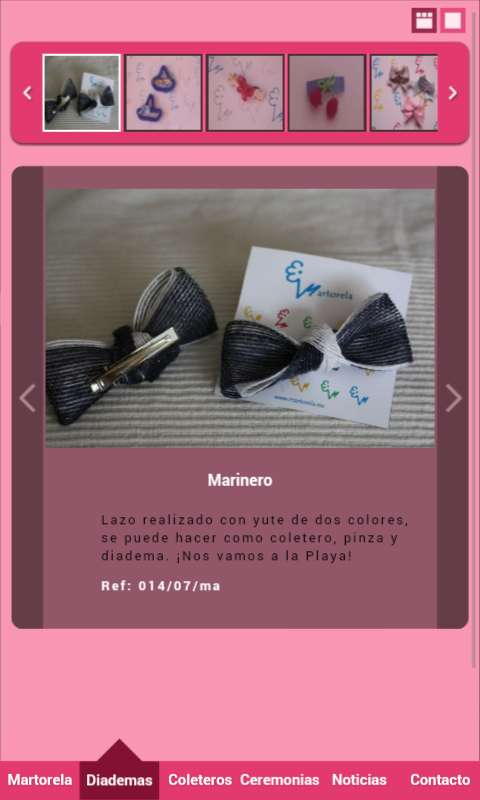 Martorela
www.martorela.es
Marinero
Lazo realizado con yute de dos colores,
se puede hacer como coletero, pinza y
diadema. ¡Nos vamos a la Playa!
Ref: 014/07/ma
Martorela Diademas Coleteros Ceremonias Noticias Contacto